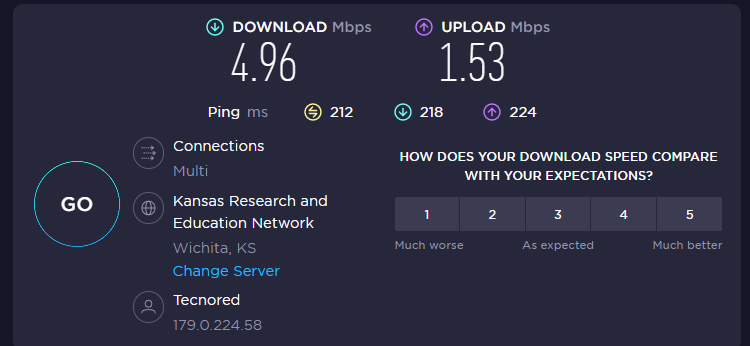 DOWNLOAD Mbps
4.96
UPLOAD Mbps
1.53
Ping ms 212 218 224
GO
Connections
Multi
Kansas Research and
Education Network
Wichita, KS
Change Server
Tecnored
179.0.224.58
HOW DOES YOUR DOWNLOAD SPEED COMPARE
WITH YOUR EXPECTATIONS?
1 2 3 4 5
Much worse As expected Much better